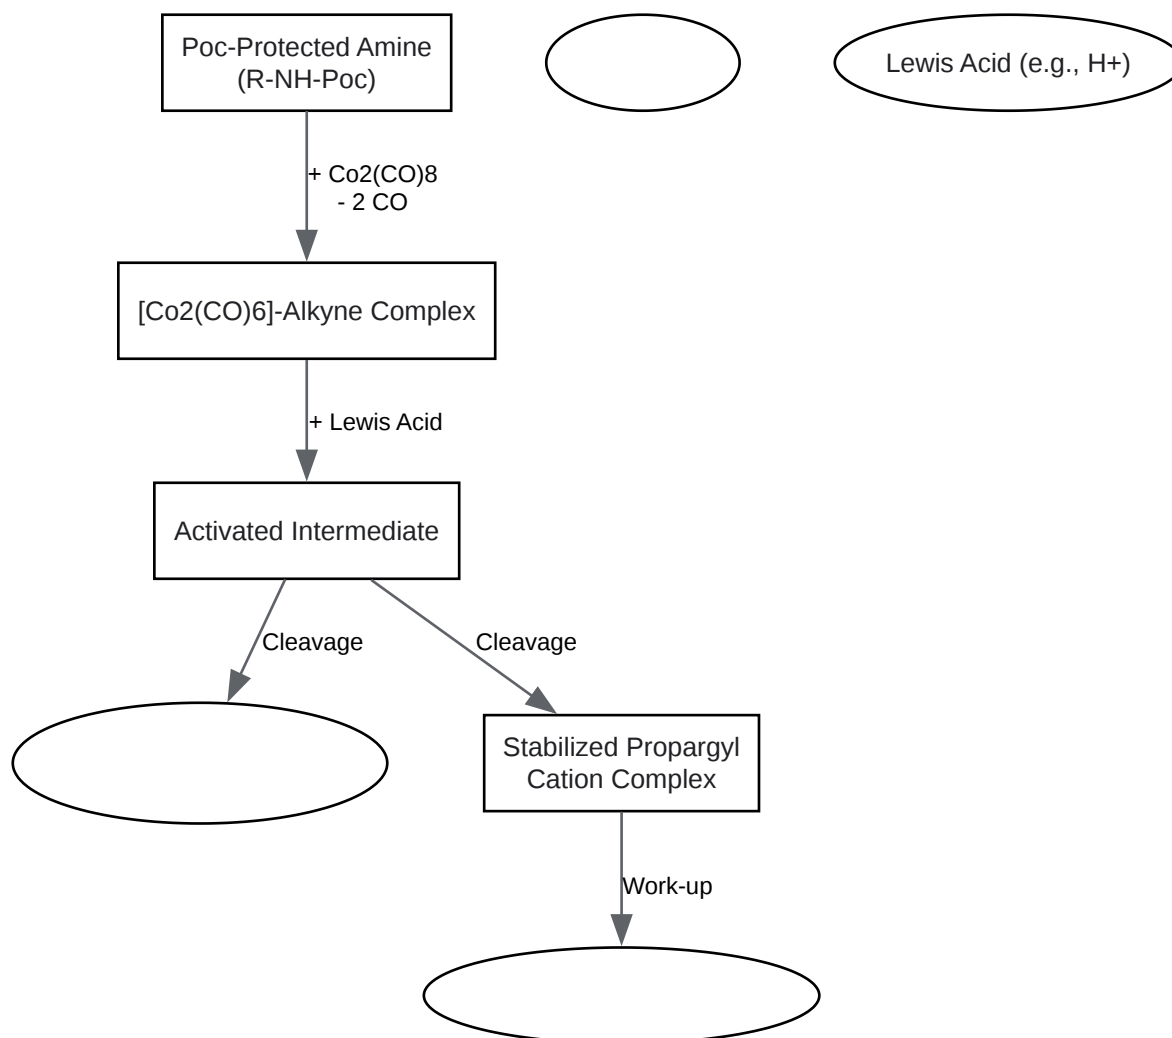 Poc-Protected Amine
(R-NH-Poc)
Lewis Acid (e.g., H+)
+ Co2(CO)8
- 2 CO
[Co2(CO)6]-Alkyne Complex
+ Lewis Acid
Activated Intermediate
Cleavage
Cleavage
Stabilized Propargyl
Cation Complex
Work-up